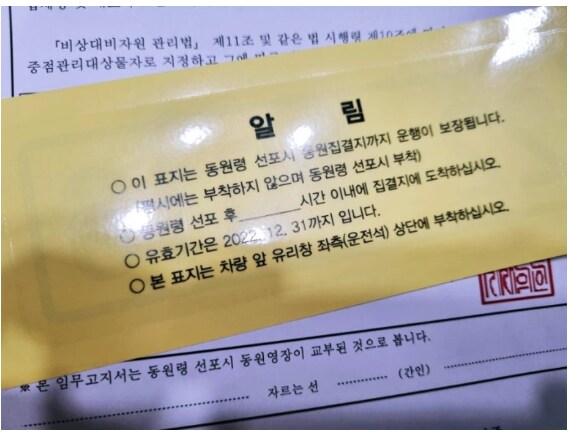 「비상대비자원 관리법」 제11조 및 같은 법 시행령 제10조에
중점관리대상물자로 지정하고
알 림
○ 이 표지는 동원령 선포시 동원집결지까지 운행이 보장됩니다.
(평시에는 부착하지 않으며 동원령 선포시 부착)
○ 동원령 선포 후________시간 이내에 집결지에 도착하십시오.
○ 유효기간은 2022. 12. 31까지 입니다.
○ 본 표지는 차량 앞 유리창 좌측(운전석) 상단에 부착하십시오.
※ 본 임무고지서는 동원령 선포시 동원영장이 교부된 것으로 봅니다.
자르는 선 (간인)